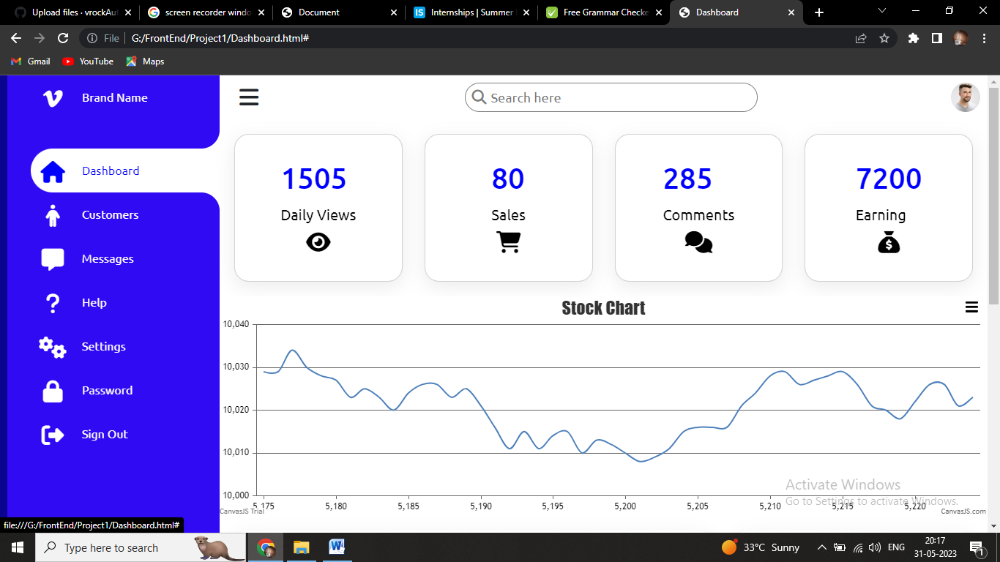 Upload files · vrockAu
screen recorder windo
Document
Internships | Summer
Free Grammar Checke
Dashboard
File
G:/FrontEnd/Project1/Dashboard.html#
Gmail
YouTube
Maps
Brand Name
Search here
Dashboard
Customers
Messages
Help
Settings
Password
Sign Out
1505
Daily Views
80
Sales
285
Comments
7200
Earning
Stock Chart
10,040
10,030
10,020
10,010
10,000
5,175
5,180
5,185
5,190
5,195
5,200
5,205
5,210
5,215
5,220
CanvasJS Trial
CanvasJS.com
Activate Windows
Go to Settings to activate Windows.
file:///G:/FrontEnd/Project1/Dashboard.html#
Type here to search
33°C Sunny
ENG
20:17
31-05-2023
1